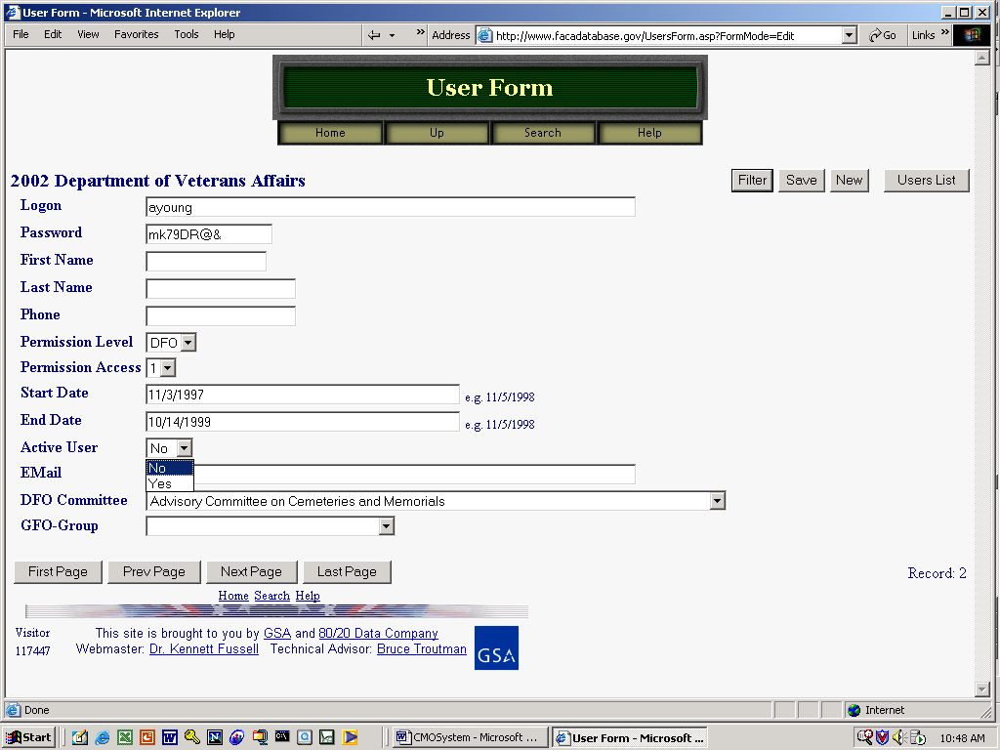 User Form - Microsoft Internet Explorer
File Edit View Favorites Tools Help » Address http://www.facadatabase.gov/UsersForm.asp?FormMode=Edit Go Links »
User Form
Home Up Search Help
2002 Department of Veterans Affairs Filter Save New Users List
Logon ayoung
Password mk79DR@&
First Name
Last Name
Phone
Permission Level DFO
Permission Access 1
Start Date 11/3/1997 e.g. 11/5/1998
End Date 10/14/1999 e.g. 11/5/1998
Active User No
No
EMail
Yes
DFO Committee Advisory Committee on Cemeteries and Memorials
GFO-Group
First Page Prev Page Next Page Last Page Record: 2
Home Search Help
Visitor This site is brought to you by GSA and 80/20 Data Company
117447 Webmaster: Dr. Kennett Fussell Technical Advisor: Bruce Troutman
GSA
Done Internet
Start CMOSystem - Microsoft ... User Form - Microsoft ... 10:48 AM